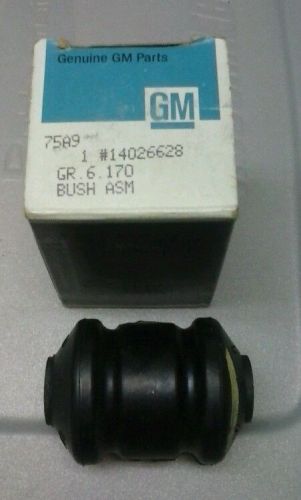 Genuine GM Parts
GM
75A9
1 #14026628
GR.6.170
BUSH ASM